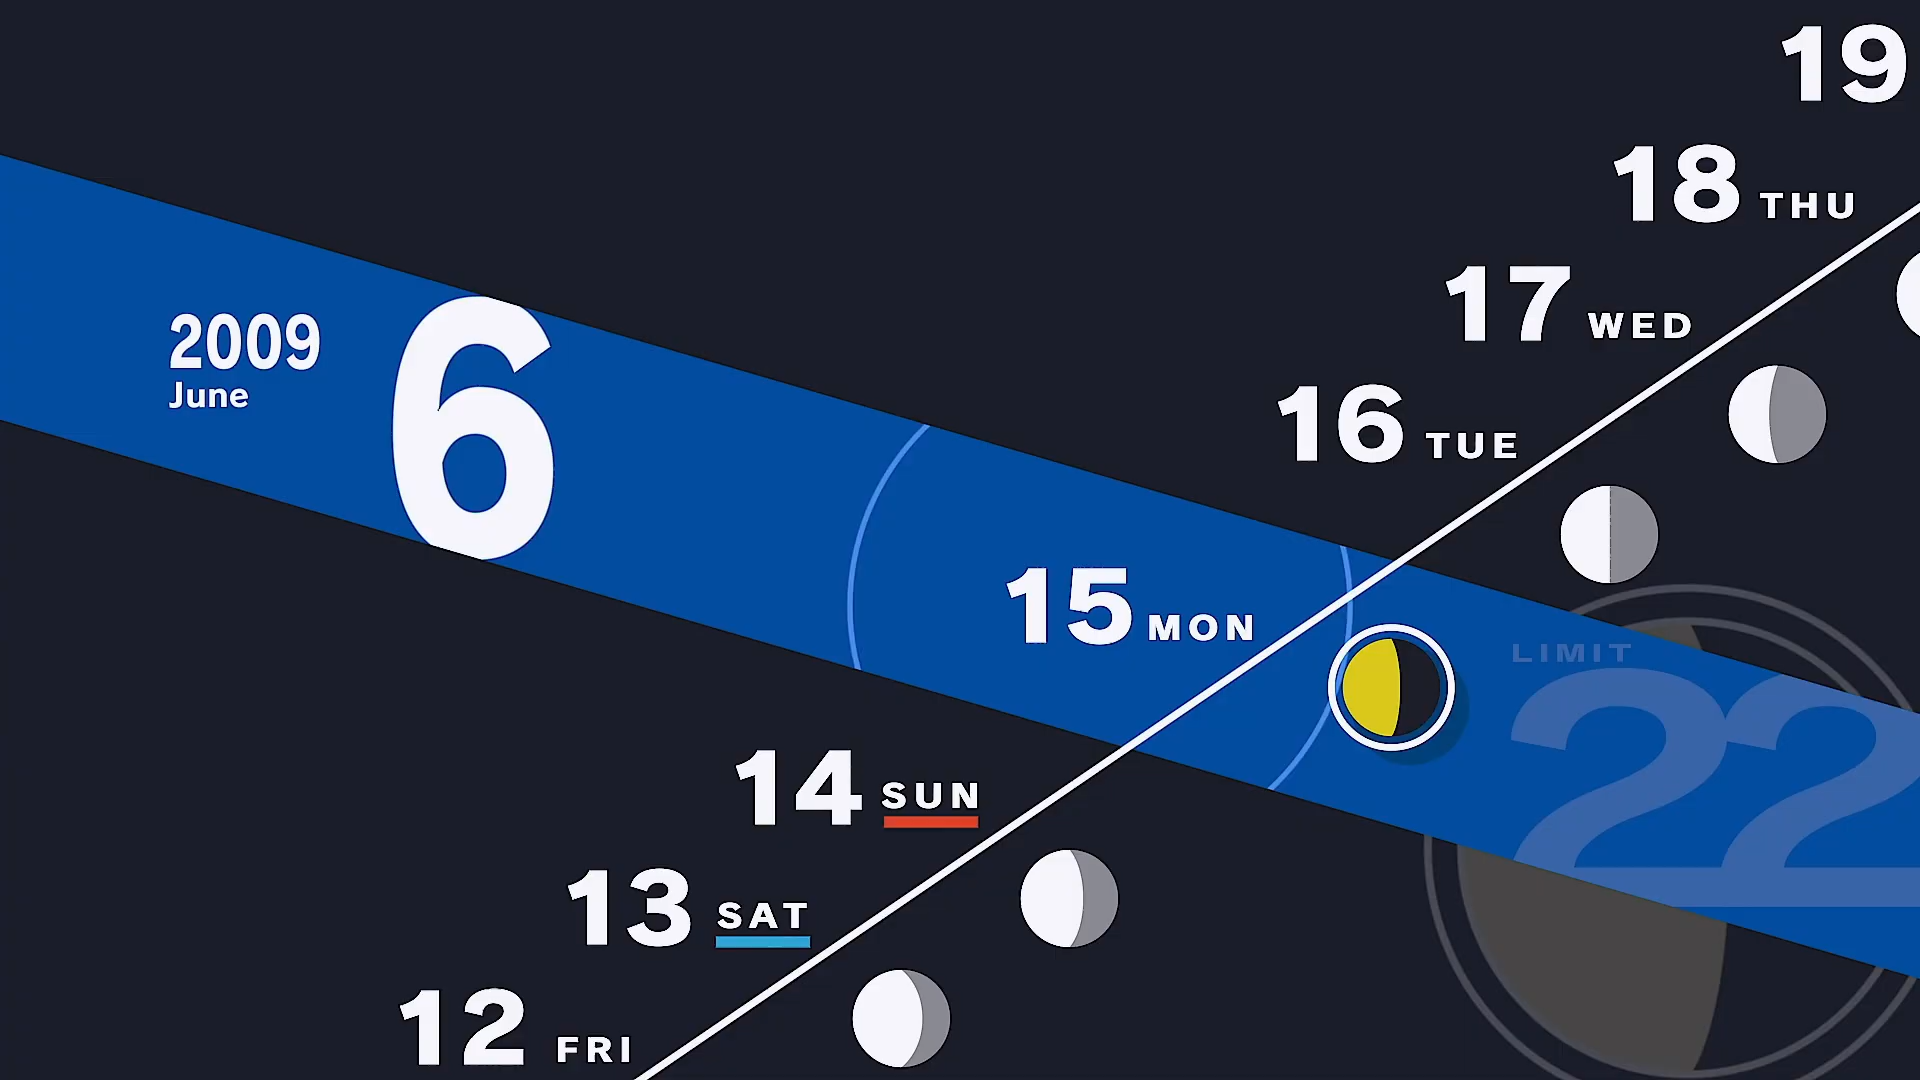 19
18 THU
17 WED
2009
June
6
16 TUE
15 MON
LIMIT
22
14 SUN
13 SAT
12 FRI